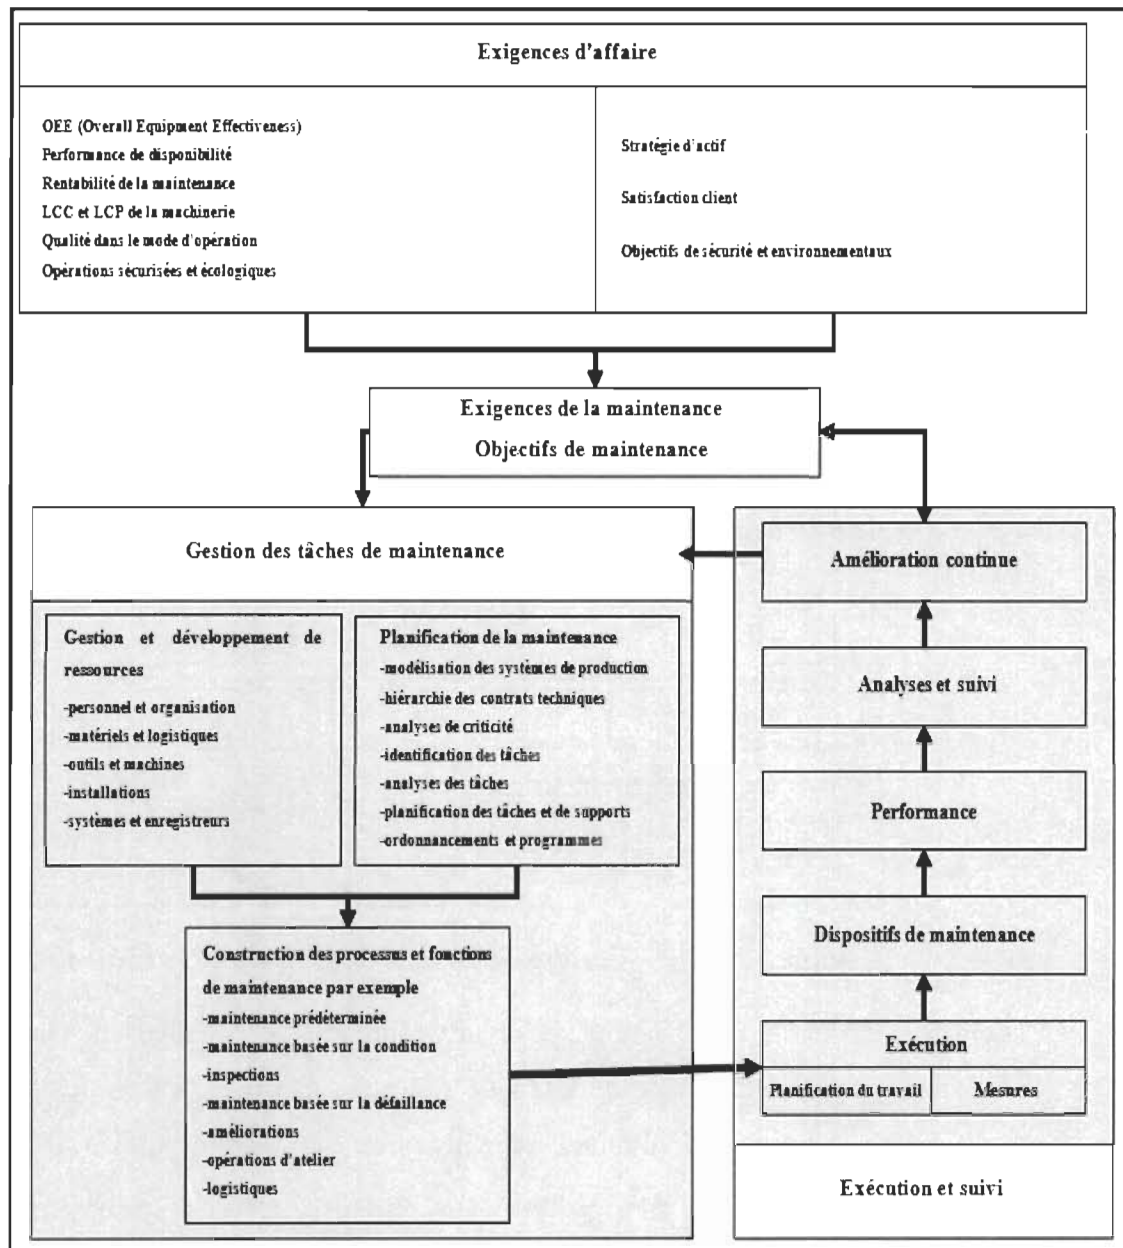 Exigences d'affaire
OEE (Overall Equipment Effectiveness)
Performance de disponibilité
Rentabilité de la maintenance
LCC et LCP de la machinerie
Qualité dans le mode d'opération
Opérations sécurisées et écologiques
Stratégie d'actif
Satisfaction client
Objectifs de sécurité et environnementaux
Exigences de la maintenance
Objectifs de maintenance
Gestion des tâches de maintenance
Gestion et développement de
ressources
-personnel et organisation
-matériels et logistiques
-outils et machines
-installations
-systèmes et enregistreurs
Planification de la maintenance
-modélisation des systèmes de production
-hiérarchie des contrats techniques
-analyses de criticité
-identification des tâches
-analyses des tâches
-planification des tâches et de supports
-ordonnancements et programmes
Construction des processus et fonctions
de maintenance par exemple
-maintenance prédéterminée
-maintenance basée sur la condition
-inspections
-maintenance basée sur la défaillance
-améliorations
-opérations d'atelier
-logistiques
Amélioration continue
Analyses et suivi
Performance
Dispositifs de maintenance
Exécution
Planification du travail
Mesures
Exécution et suivi